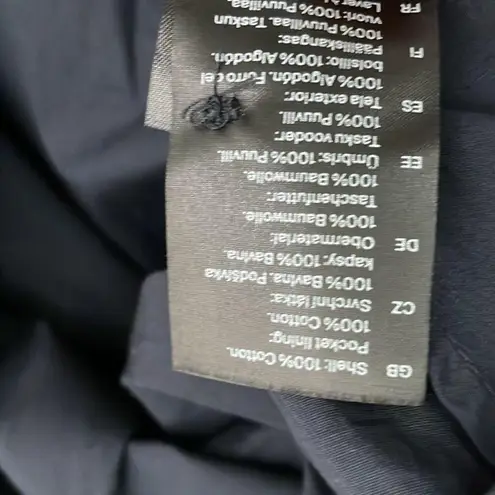 GB Shell: 100% Cotton.
Pocket lining:
100% Cotton.
CZ Svrchní látka:
100% Bavlna. Podšívka
kapsy: 100% Bavlna.
DE Obermaterial:
100% Baumwolle.
Taschenfutter:
100% Baumwolle.
EE Ümbris: 100% Puuvill.
Tasku vooder:
100% Puuvill.
ES Tela exterior:
100% Algodón. Forro del
bolsillo: 100% Algodón.
FI Päällikangas:
100% Puuvillaa. Taskun
vuori: 100% Puuvillaa.
FR